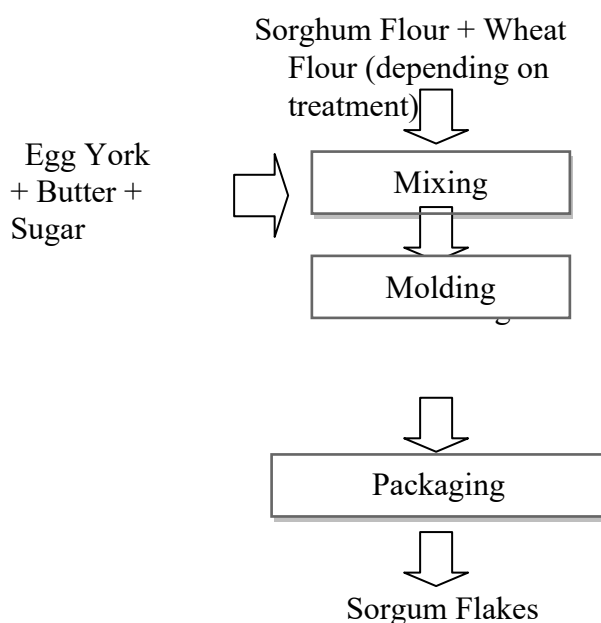 Sorghum Flour + Wheat
Flour (depending on
treatment)
Egg York
+ Butter +
Sugar
Mixing
Molding
Packaging
Sorgum Flakes